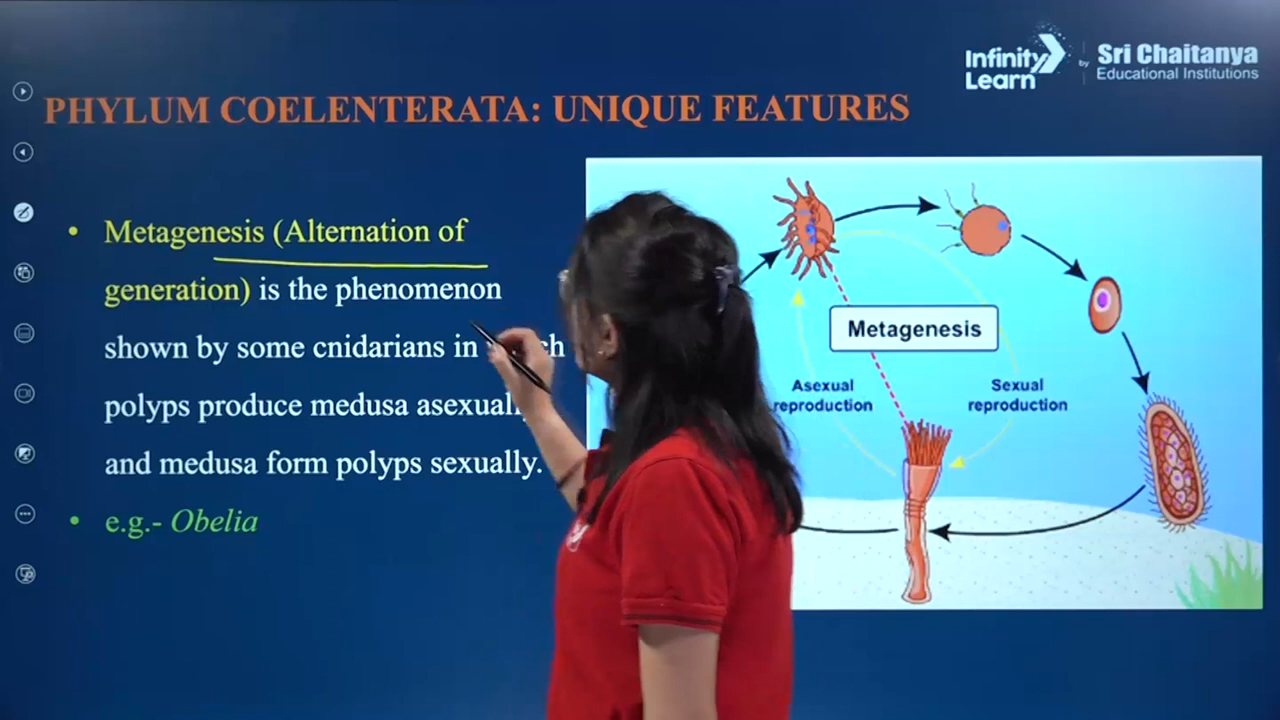 Infinity Learn
by
Sri Chaitanya
Educational Institutions
PHYLUM COELENTERATA: UNIQUE FEATURES
• Metagenesis (Alternation of
generation) is the phenomenon
shown by some cnidarians in
polyps produce medusa
and medusa form polyps sexually.
• e.g.- Obelia
Metagenesis
Asexual
reproduction
Sexual
reproduction